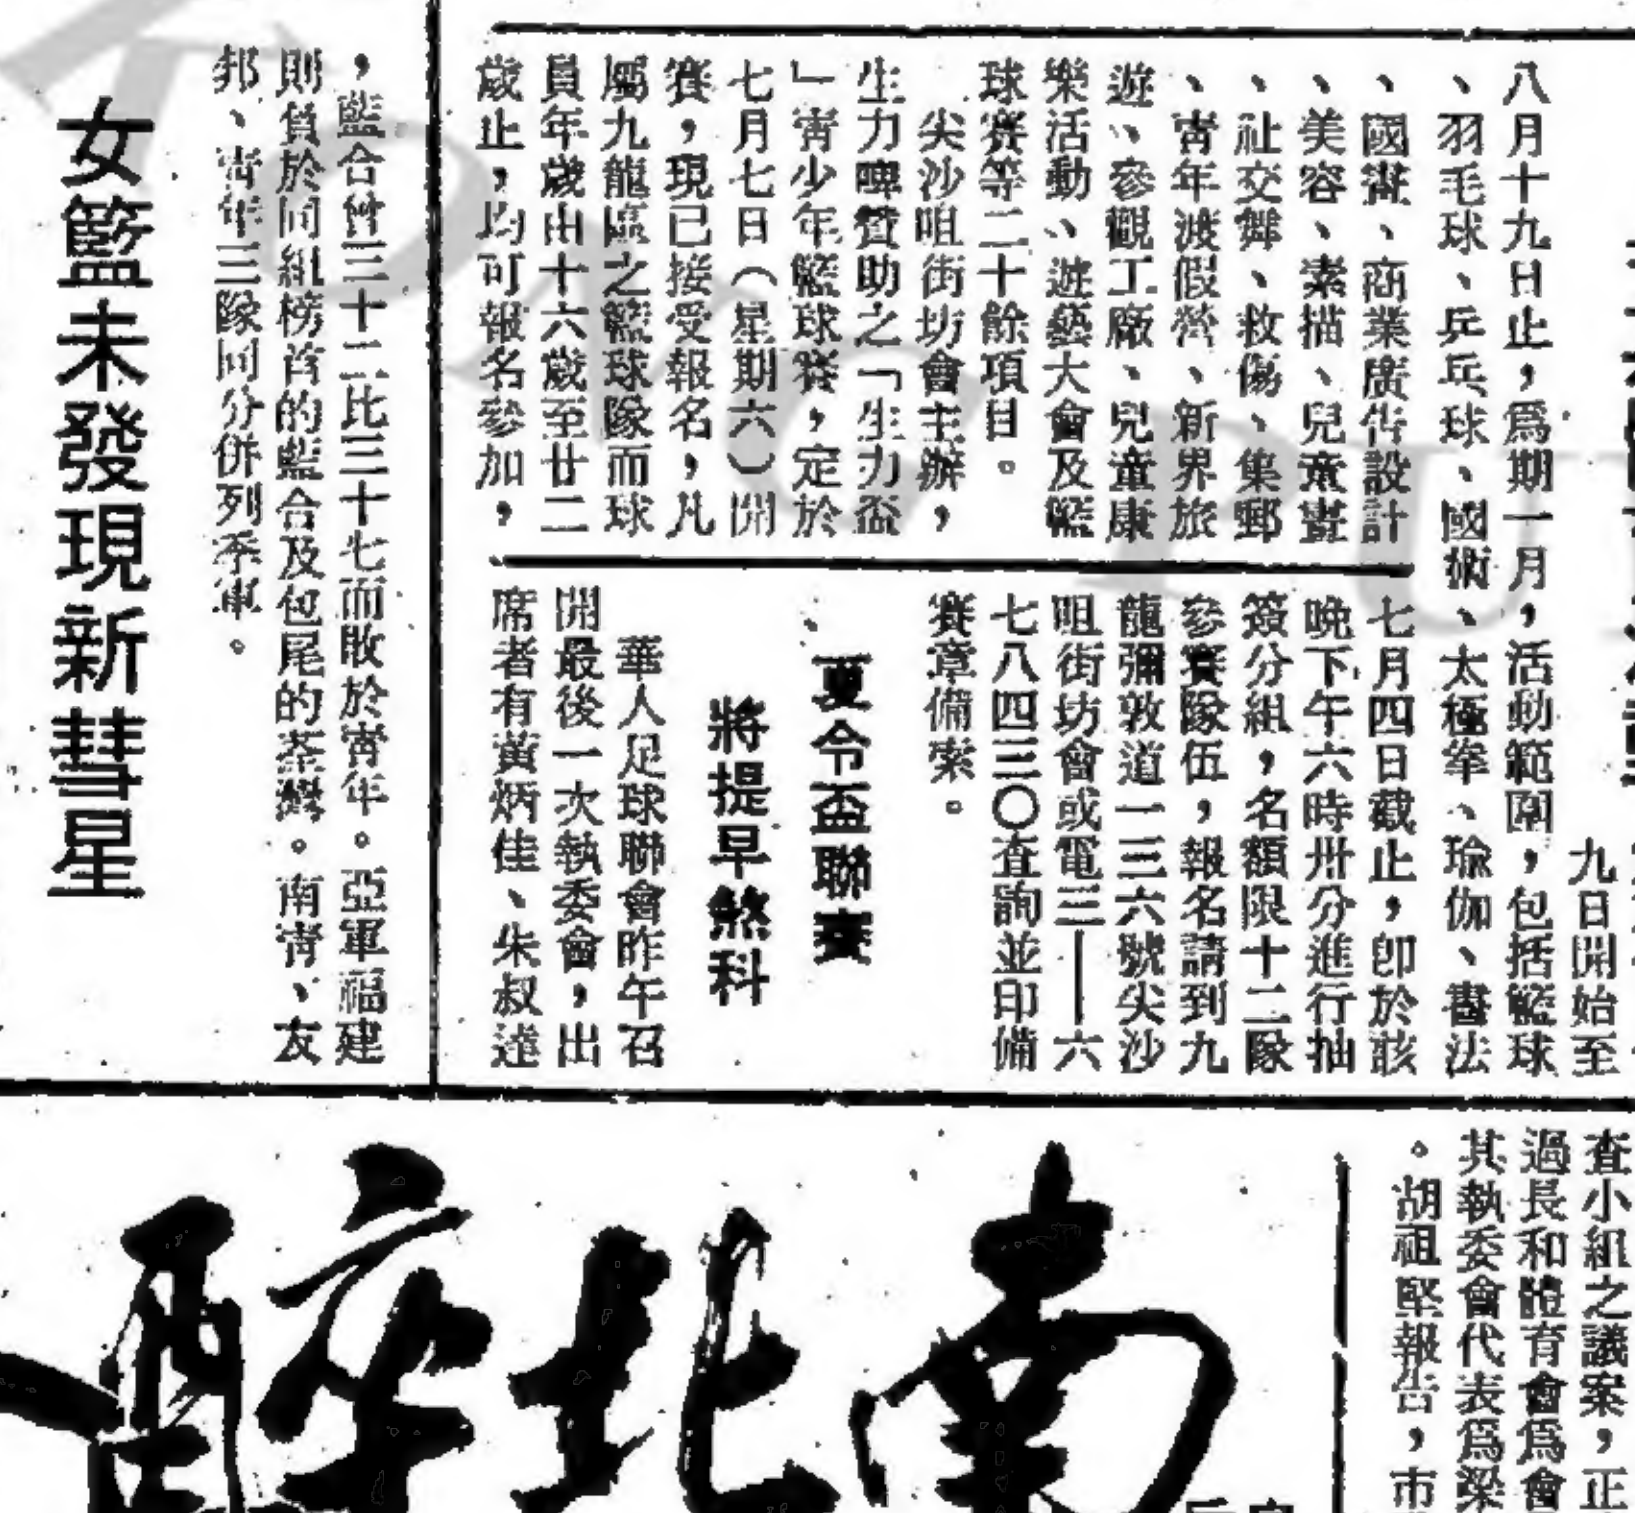 九日開始至
八月十九日止，爲期一月，活動範圍，包括籃球
、羽毛球、乒乓球、國術、太極拳、瑜伽、書法
、國畫、商業廣告設計
、美容、素描、兒童畫
、社交舞、救傷、集郵
、青年渡假營、新界旅
遊、參觀工廠、兒童康
樂活動、遊藝大會及籃
球賽等二十餘項目。
尖沙咀街坊會主辦，
生力啤贊助之「生力盃
」青少年籃球賽，定於
七月七日（星期六）開
賽，現已接受報名，凡
屬九龍區之籃球隊而球
員年歲由十六歲至廿二
歲止，均可報名參加，
七月四日截止，卽於該
晚下午六時卅分進行抽
簽分組，名額限十二隊
參賽隊伍，報名請到九
龍彌敦道一三六號尖沙
咀街坊會或電三——六
七八四三〇查詢並印備
賽章備索。
夏令盃聯賽
將提早煞科
華人足球聯會昨午召
開最後一次執委會，出
席者有黃炳佳、朱叔達
，藍合曾三十二比三十七而敗於青年。亞軍福建
則負於同組榜首的藍合及包尾的荃灣。南青、友
邦、青年三隊同分併列季軍。
女籃未發現新彗星
查小組之議案，正
過長和體育會爲會
其執委會代表爲梁
。胡祖堅報告，市
南北醉